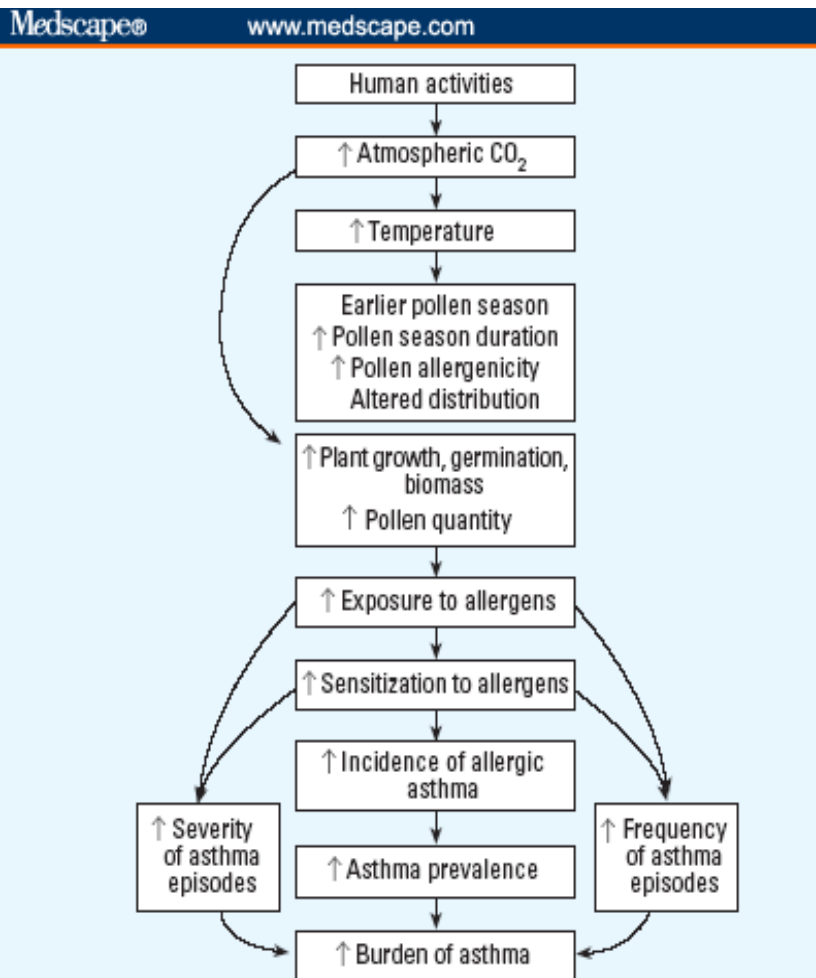 Medscape® www.medscape.com
Human activities
↑ Atmospheric CO₂
↑ Temperature
Earlier pollen season
↑ Pollen season duration
↑ Pollen allergenicity
Altered distribution
↑ Plant growth, germination,
biomass
↑ Pollen quantity
↑ Exposure to allergens
↑ Sensitization to allergens
↑ Incidence of allergic
asthma
↑ Severity
of asthma
episodes
↑ Frequency
of asthma
episodes
↑ Asthma prevalence
↑ Burden of asthma